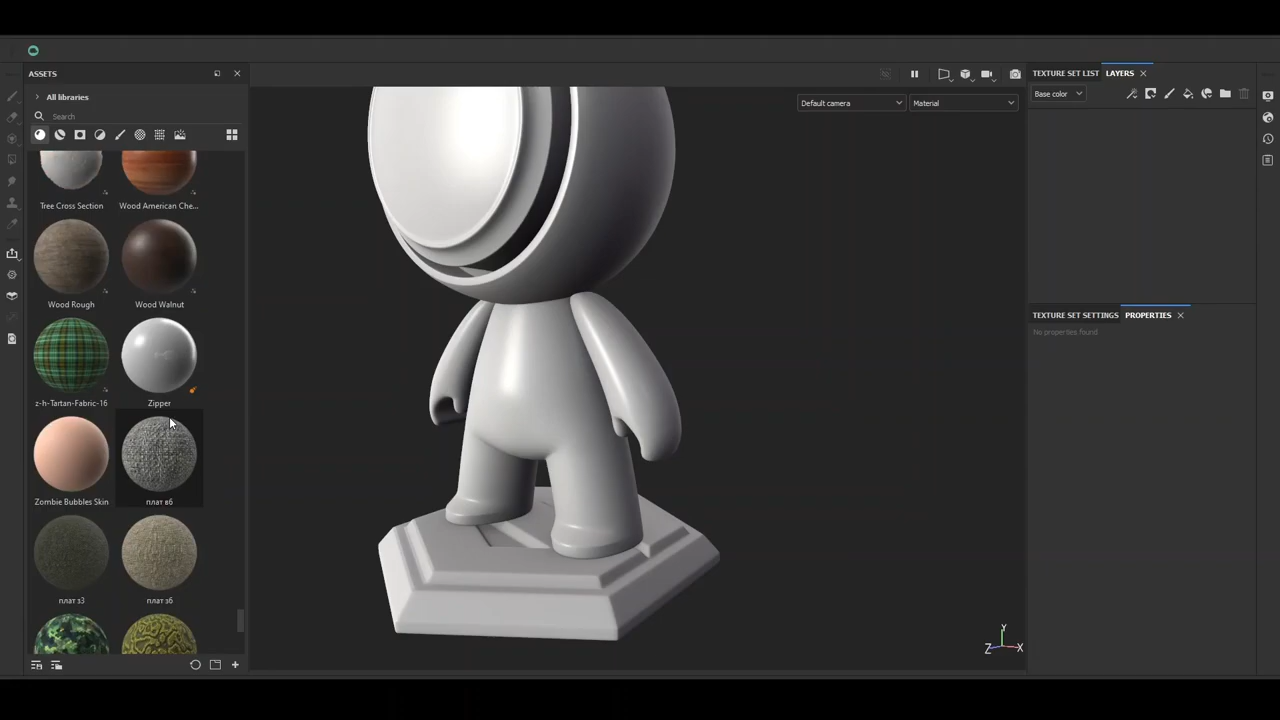 ASSETS
All libraries
Search
Tree Cross Section
Wood American Che...
Wood Rough
Wood Walnut
z-h-Tartan-Fabric-16
Zipper
Zombie Bubbles Skin
плат в6
плат з3
плат з6
Default camera
Material
Y
Z
X
TEXTURE SET LIST
LAYERS
Base color
TEXTURE SET SETTINGS
PROPERTIES
No properties found